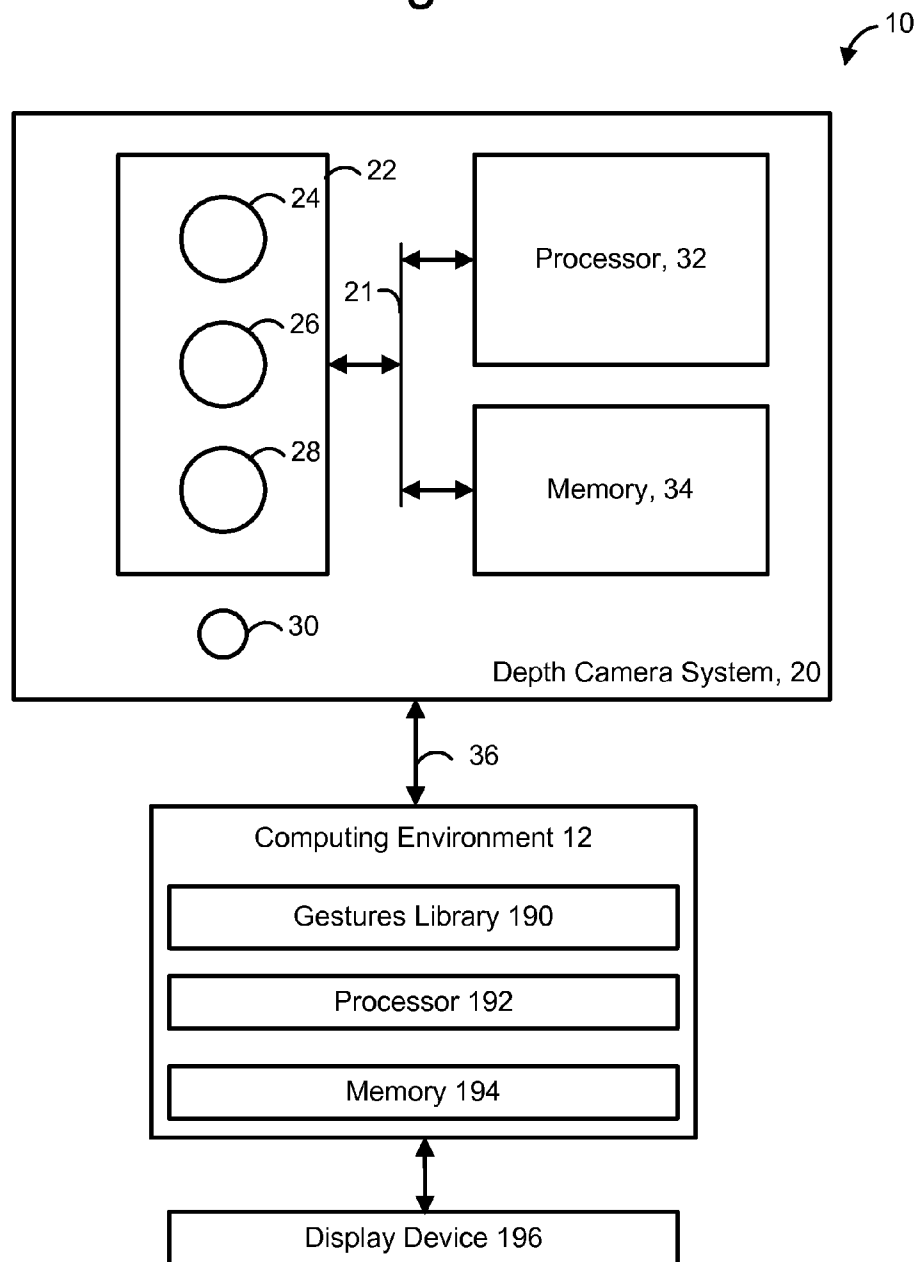 10
22
24
Processor, 32
21
26
28
Memory, 34
30
Depth Camera System, 20
36
Computing Environment 12
Gestures Library 190
Processor 192
Memory 194
Display Device 196